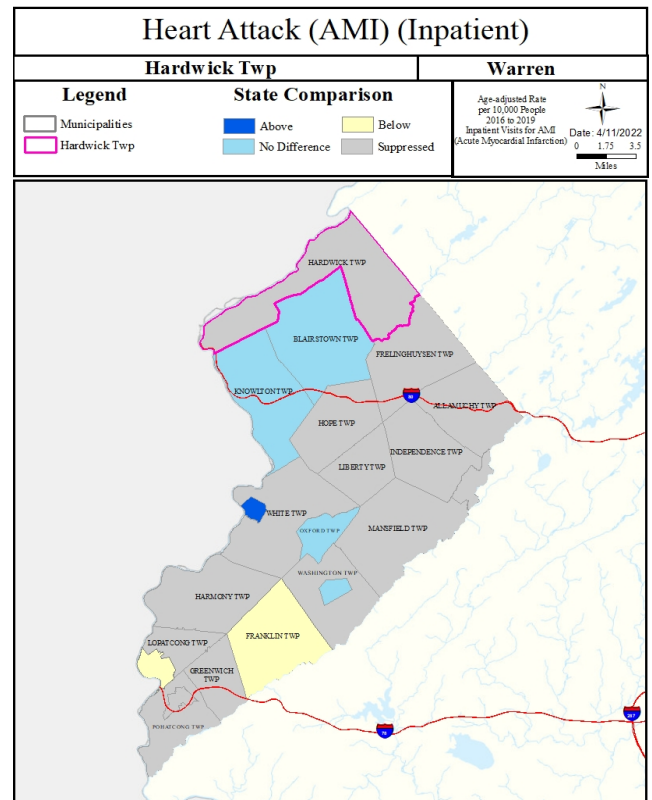 Heart Attack (AMI) (Inpatient)
Hardwick Twp
Warren
Legend
Municipalities
Hardwick Twp
State Comparison
Above
Below
No Difference
Suppressed
Age-adjusted Rate
per 10,000 People
2016 to 2019
Inpatient Visits for AMI
(Acute Myocardial Infarction)
N
Date: 4/11/2022
0 1.75 3.5
Miles
HARDWICK TWP
BLAIRSTOWN TWP
FRELINGHUYSEN TWP
KNOWLTON TWP
80
ALLAMUCHY TWP
HOPE TWP
INDEPENDENCE TWP
LIBERTY TWP
WHITE TWP
OXFORD TWP
MANSFIELD TWP
WASHINGTON TWP
HARMONY TWP
FRANKLIN TWP
LOPATCONG TWP
GREENWICH
TWP
POHATCONG TWP
78
287